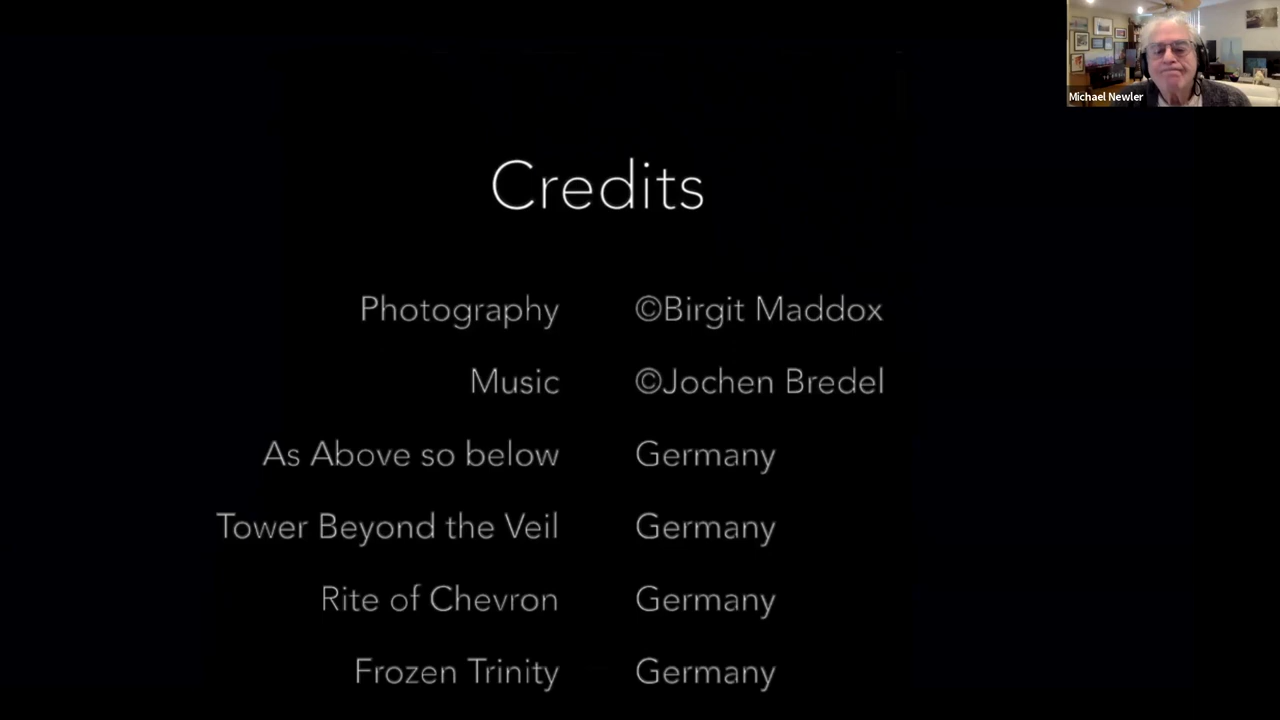 Michael Newler
Credits
Photography ©Birgit Maddox
Music ©Jochen Bredel
As Above so below Germany
Tower Beyond the Veil Germany
Rite of Chevron Germany
Frozen Trinity Germany